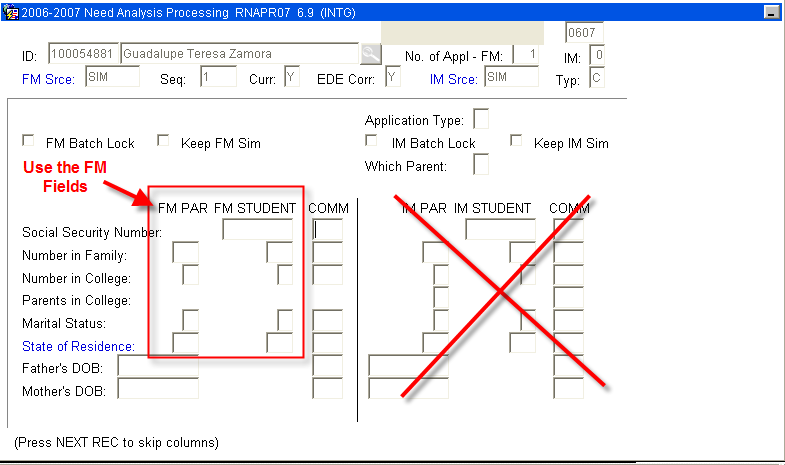 2006-2007 Need Analysis Processing RNAPR07 6.9 (INTG)
0607
ID: 100054881 Guadalupe Teresa Zamora No. of Appl - FM: 1 IM: 0
FM Srce: SIM Seq: 1 Curr: Y EDE Corr: Y IM Srce: SIM Typ: C
Application Type:
FM Batch Lock Keep FM Sim IM Batch Lock Keep IM Sim
Which Parent:
Use the FM
Fields
FM PAR FM STUDENT COMM IM PAR IM STUDENT COMM
Social Security Number:
Number in Family:
Number in College:
Parents in College:
Marital Status:
State of Residence:
Father's DOB:
Mother's DOB:
(Press NEXT REC to skip columns)